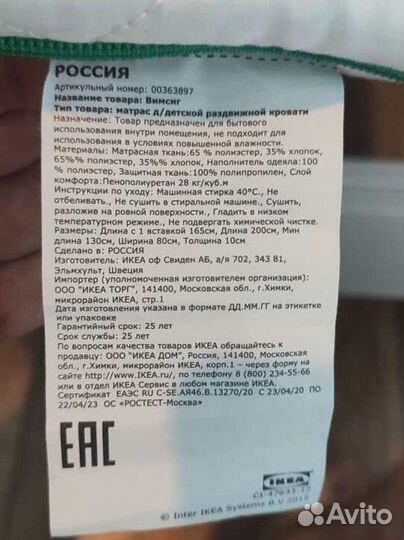 РОССИЯ
Артикульный номер: 00363897
Название товара: Вимсиг
Тип товара: матрас д/детской раздвижной кровати
Назначение: Товар предназначен для бытового
использования внутри помещения, не подходит для
использования в условиях повышенной влажности.
Материалы: Матрасная ткань:65 % полиэстер, 35% хлопок,
65%% полиэстер, 35%% хлопок, Наполнитель одеяла:100
% полиэстер, Защитная ткань:100% полипропилен, Слой
комфорта:Пенополиуретан 28 кг/куб.м
Инструкции по уходу: Машинная стирка 40°C., Не
отбеливать., Не сушить в стиральной машине., Сушить,
разложив на ровной поверхности., Гладить в низком
температурном режиме., Не подвергать химической чистке.
Размеры: Длина с 1 вставкой 165см, Длина 200см, Мин
длина 130см, Ширина 80см, Толщина 10см
Сделано в: РОССИЯ
Изготовитель: ИКЕА оф Свиден АБ, а/я 702, 343 81,
Эльмхульт, Швеция
Импортер (уполномоченная изготовителем организация):
ООО "ИКЕА ТОРГ", 141400, Московская обл., г.Химки,
микрорайон ИКЕА, стр.1
Дата изготовления указана в формате ДД.ММ.ГГ на этикетке
или упаковке
Гарантийный срок: 25 лет
Срок службы: 25 лет
По вопросам качества товаров ИКЕА обращайтесь к
продавцу: ООО "ИКЕА ДОМ", Россия, 141400, Московская
обл., г.Химки, микрорайон ИКЕА, корп.1 – через форму на
сайте http://www.IKEA.ru/, по телефону 8 (800) 234-55-66
или в отдел ИКЕА Сервис в любом магазине ИКЕА.
Сертификат ЕАЭС RU C-SE.АЯ46.В.13270/20 С 23/04/20 ПО
22/04/23 ОС «РОСТЕСТ-Москва»
EAC
IKEA
© Inter IKEA Systems B.V
Avito